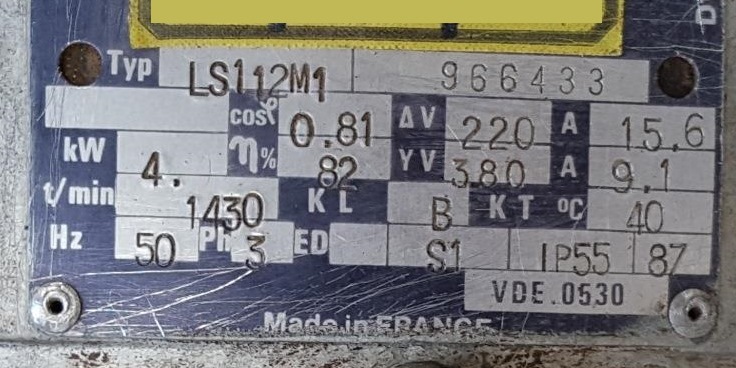 Typ LS112M1 966433
cosφ 0.81 ΔV 220 A 15.6
kW 4. η% 82 YV 380 A 9.1
t/min 1430 KL B KT °C 40
Hz 50 PH 3 ED S1 IP55 87
VDE.0530
Made in FRANCE